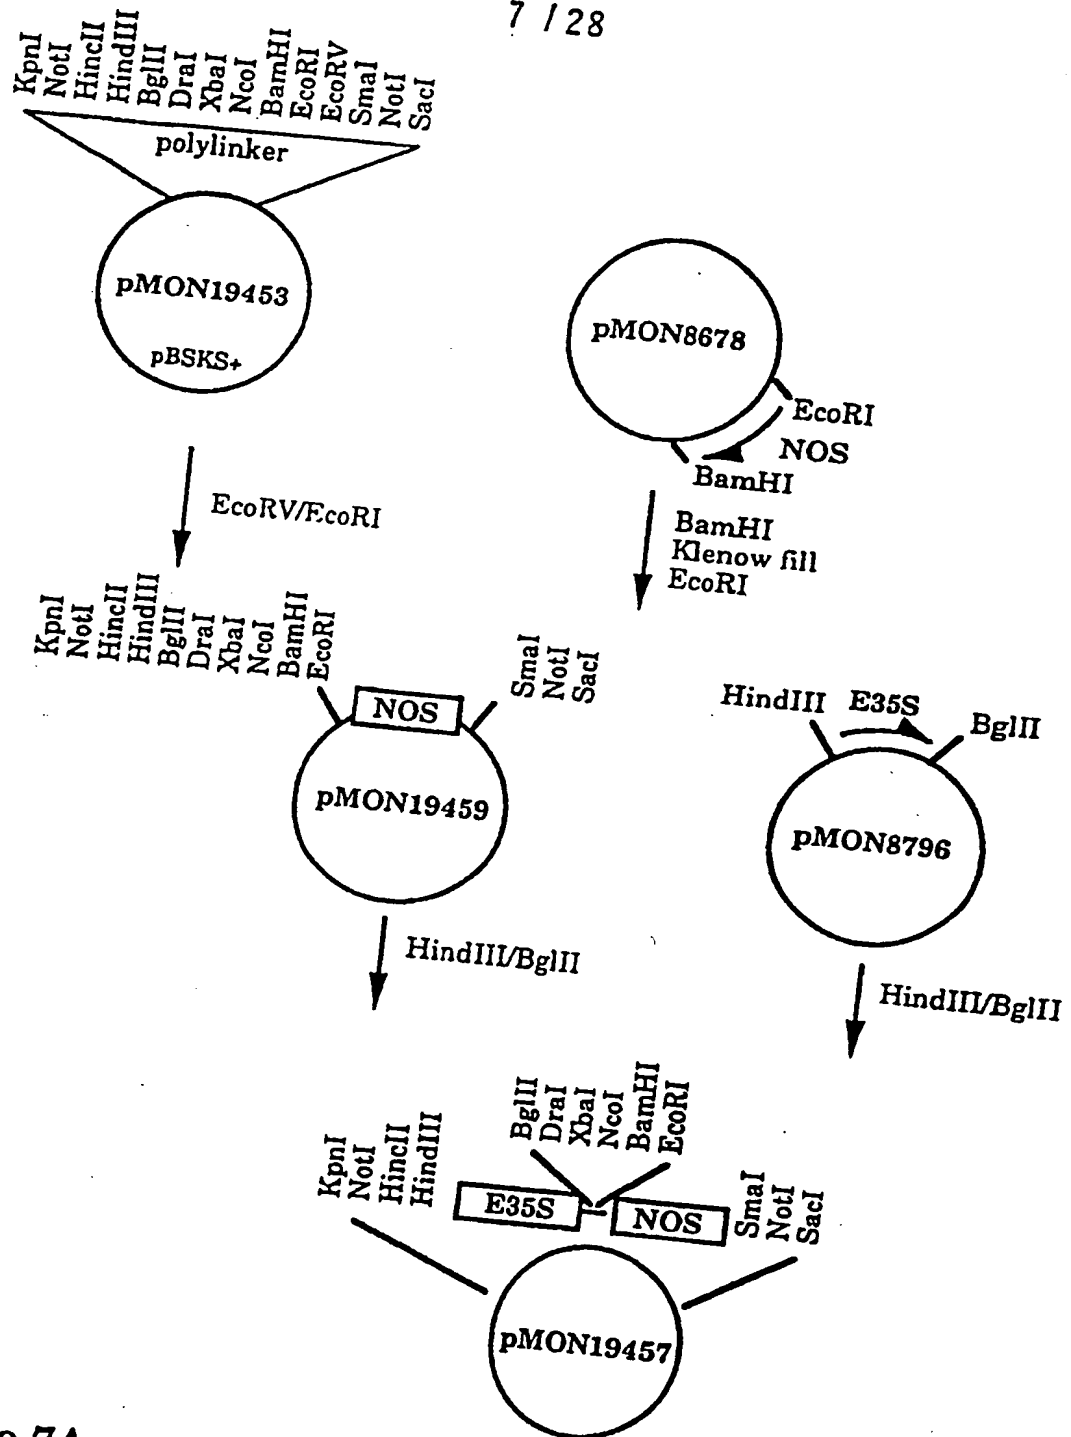 7 / 28
KpnI
NotI
HincII
HindIII
BglII
DraI
XbaI
NcoI
BamHI
EcoRI
EcoRV
SmaI
NotI
SacI
polylinker
pMON19453
pBSKS+
pMON8678
EcoRI
NOS
BamHI
EcoRV/EcoRI
BamHI
Klenow fill
EcoRI
KpnI
NotI
HincII
HindIII
BglII
DraI
XbaI
NcoI
BamHI
EcoRI
NOS
SmaI
NotI
SacI
pMON19459
HindIII E35S BglII
pMON8796
HindIII/BglII
HindIII/BglII
KpnI
NotI
HincII
HindIII
E35S
BglII
DraI
XbaI
NcoI
BamHI
EcoRI
NOS
SmaI
NotI
SacI
pMON19457